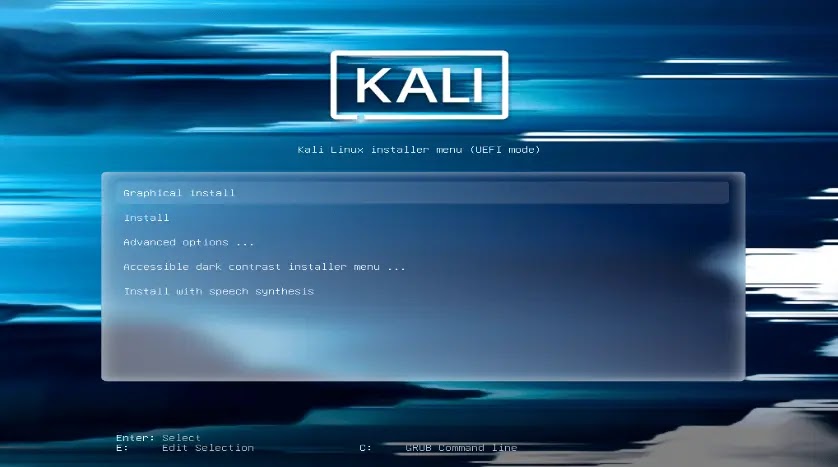 KALI
Kali Linux installer menu (UEFI mode)
Graphical install
Install
Advanced options ...
Accessible dark contrast installer menu ...
Install with speech synthesis
Enter: Select
E: Edit Selection C: GRUB Command line